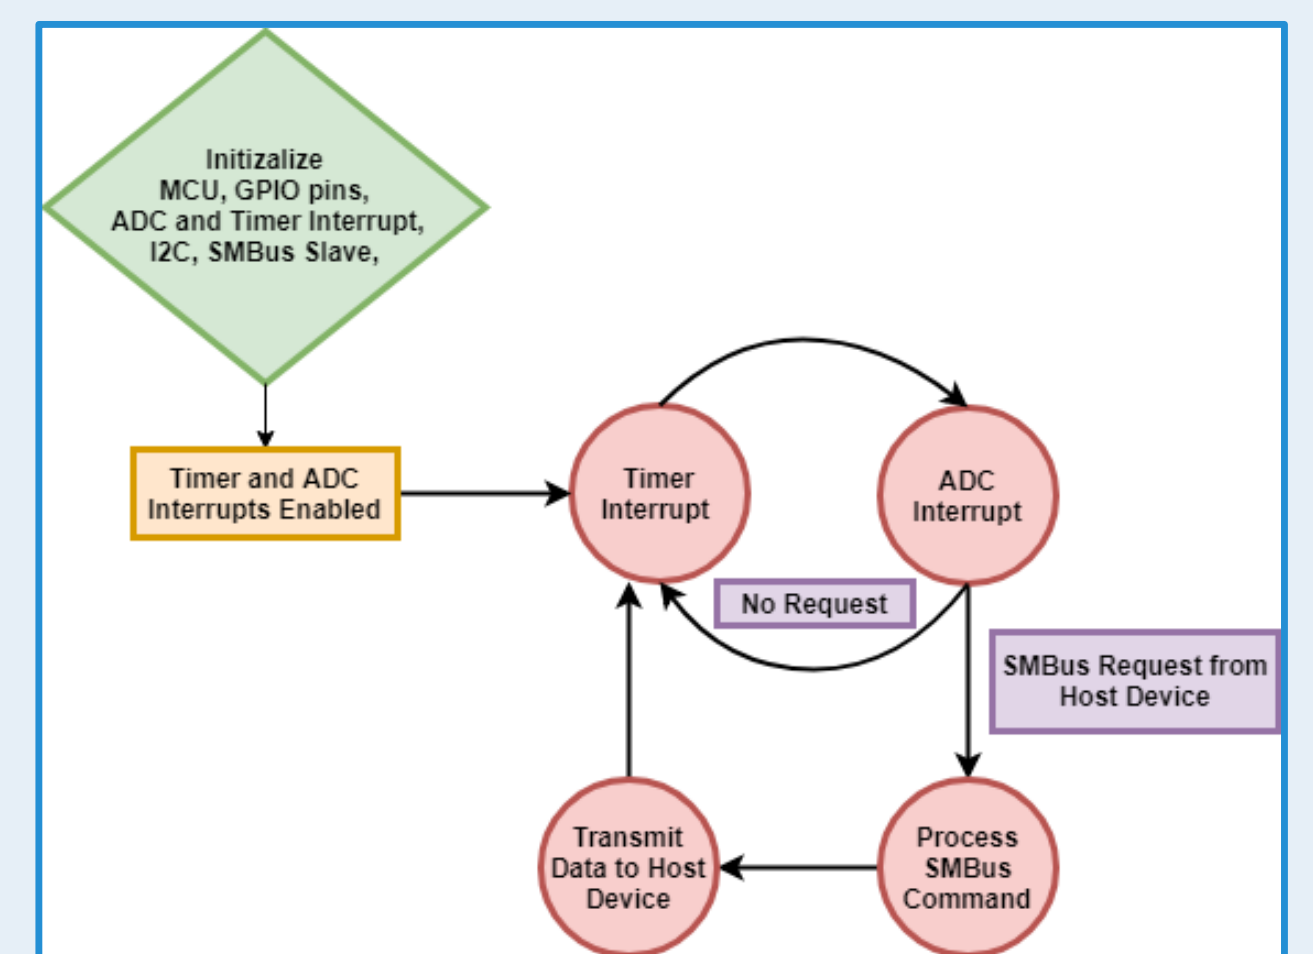 Initizalize
MCU, GPIO pins,
ADC and Timer Interrupt,
I2C, SMBus Slave,
Timer and ADC
Interrupts Enabled
Timer
Interrupt
ADC
Interrupt
No Request
SMBus Request from
Host Device
Transmit
Data to Host
Device
Process
SMBus
Command